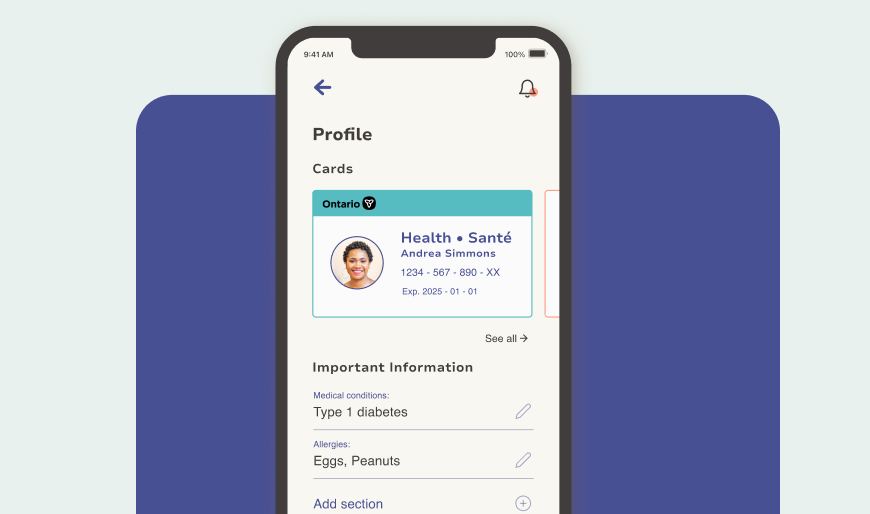 9:41 AM 100%
Profile
Cards
Ontario
Health • Santé
Andrea Simmons
1234 - 567 - 890 - XX
Exp. 2025 - 01 - 01
See all →
Important Information
Medical conditions:
Type 1 diabetes
Allergies:
Eggs, Peanuts
Add section